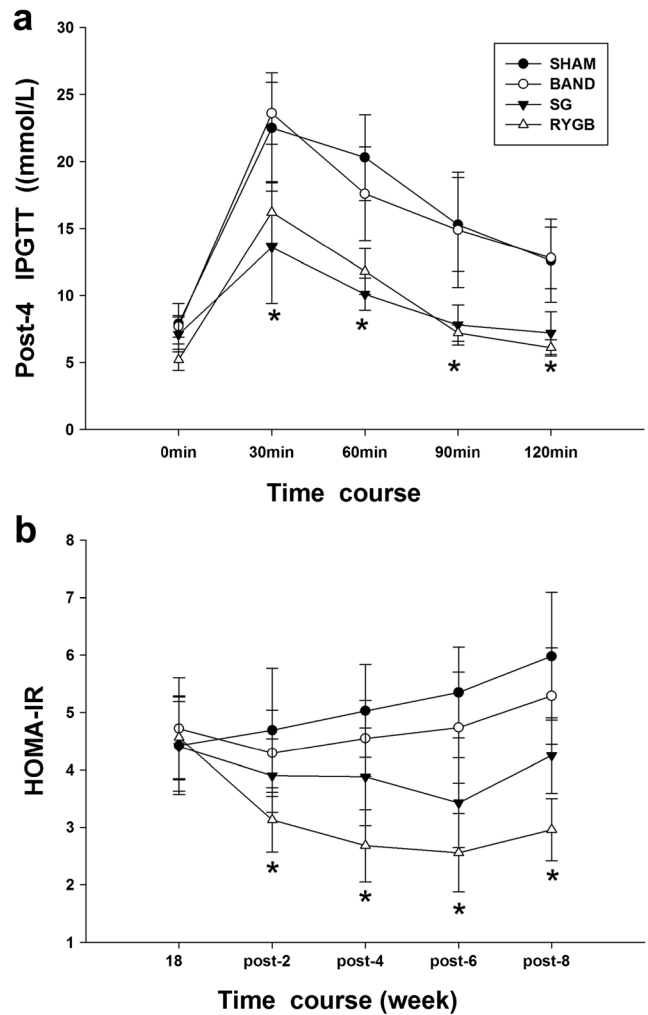 a
30
25
20
15
10
5
0
Post-4 IPGTT ((mmol/L)
SHAM
BAND
SG
RYGB
*
*
*
*
0min 30min 60min 90min 120min
Time course
b
8
7
6
5
4
3
2
1
HOMA-IR
*
*
*
*
18 post-2 post-4 post-6 post-8
Time course (week)